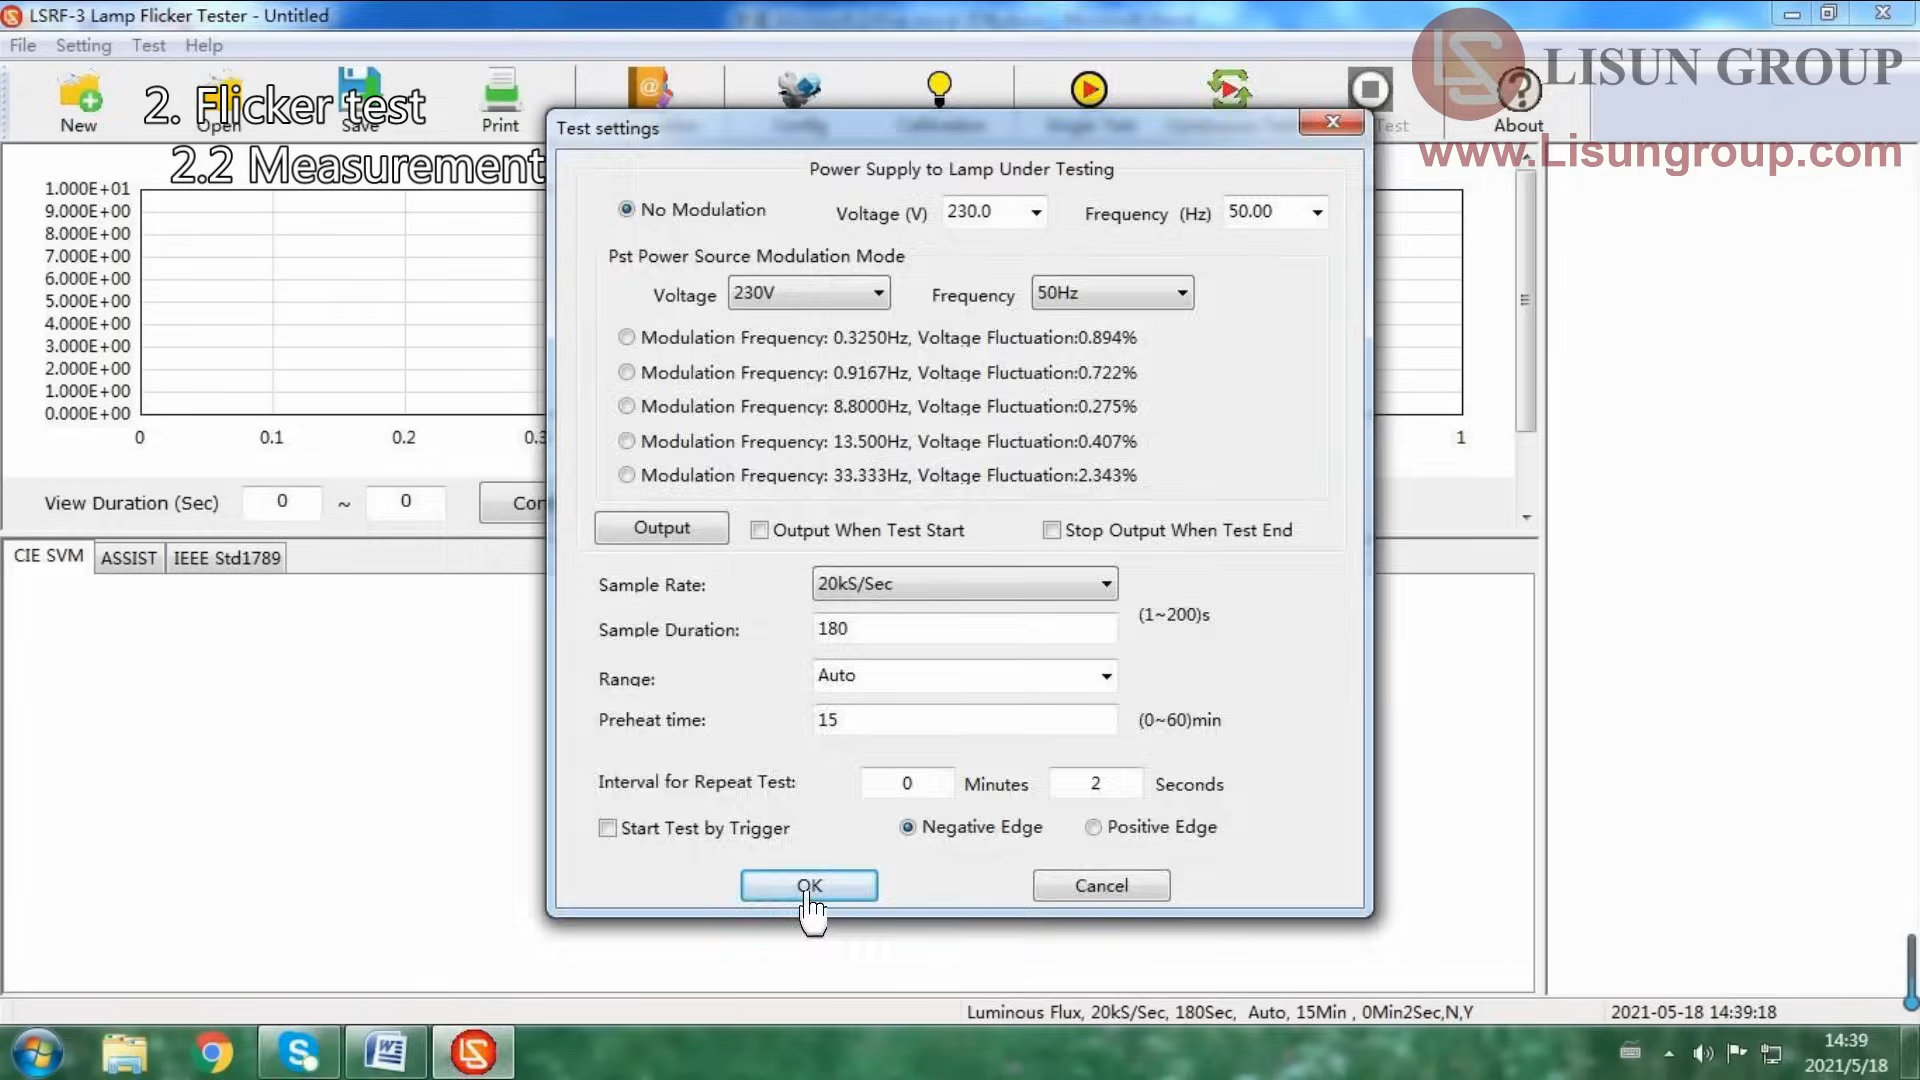 LSRF-3 Lamp Flicker Tester - Untitled
File Setting Test Help
LISUN GROUP
www.Lisungroup.com
2. Flicker test
2.2 Measurement
New Open Save Print Test About
1.000E+01
9.000E+00
8.000E+00
7.000E+00
6.000E+00
5.000E+00
4.000E+00
3.000E+00
2.000E+00
1.000E+00
0.000E+00
0 0.1 0.2 0.3 1
View Duration (Sec) 0 ~ 0 Con
CIE SVM ASSIST IEEE Std1789
Test settings
Power Supply to Lamp Under Testing
No Modulation Voltage (V) 230.0 Frequency (Hz) 50.00
Pst Power Source Modulation Mode
Voltage 230V Frequency 50Hz
Modulation Frequency: 0.3250Hz, Voltage Fluctuation:0.894%
Modulation Frequency: 0.9167Hz, Voltage Fluctuation:0.722%
Modulation Frequency: 8.8000Hz, Voltage Fluctuation:0.275%
Modulation Frequency: 13.500Hz, Voltage Fluctuation:0.407%
Modulation Frequency: 33.333Hz, Voltage Fluctuation:2.343%
Output Output When Test Start Stop Output When Test End
Sample Rate: 20kS/Sec
Sample Duration: 180 (1~200)s
Range: Auto
Preheat time: 15 (0~60)min
Interval for Repeat Test: 0 Minutes 2 Seconds
Start Test by Trigger Negative Edge Positive Edge
OK Cancel
Luminous Flux, 20kS/Sec, 180Sec, Auto, 15Min , 0Min2Sec,N,Y 2021-05-18 14:39:18
14:39
2021/5/18